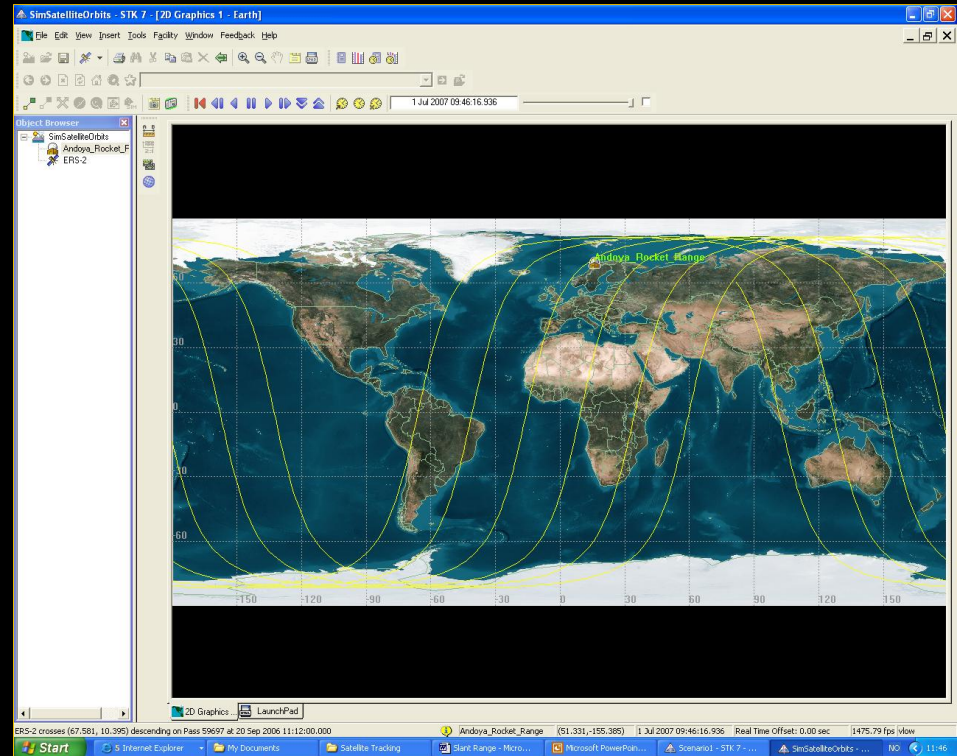 SimSatelliteOrbits - STK 7 - [2D Graphics 1 - Earth]
File Edit View Insert Tools Facility Window Feedback Help
1 Jul 2007 09:46:16.936
Object Browser
SimSatelliteOrbits
Andoya_Rocket_R
ERS-2
Andoya_Rocket_Range
60
30
0
-30
-60
-150 -120 -90 -60 -30 0 30 60 90 120 150
2D Graphics ... LaunchPad
ERS-2 crosses (67.581, 10.395) descending on Pass 59697 at 20 Sep 2006 11:12:00.000 Andoya_Rocket_Range (51.331,-155.385) 1 Jul 2007 09:46:16.936 Real Time Offset: 0.00 sec 1475.79 fps vlow
Start 5 Internet Explorer My Documents Satellite Tracking Slant Range - Micro... Microsoft PowerPoin... Scenario1 - STK 7 - ... SimSatelliteOrbits - ... NO 11:46